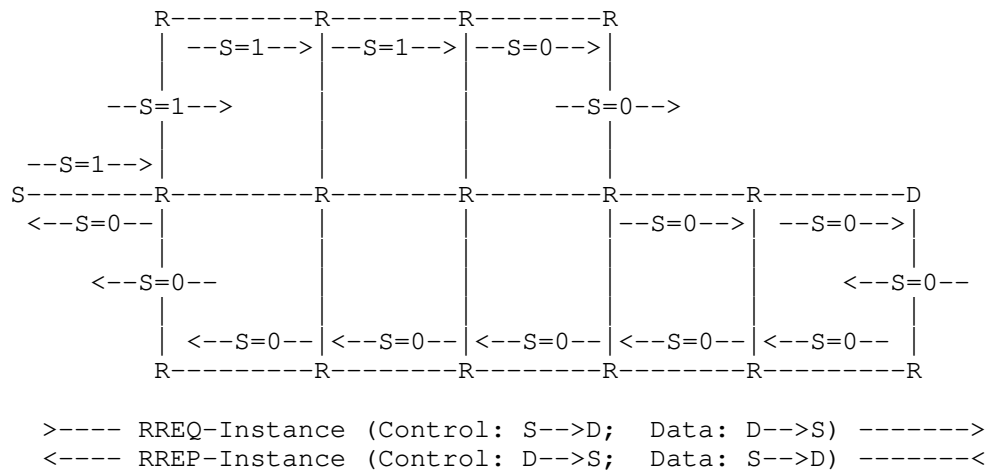 R---------R--------R--------R
| --S=1-->|--S=1-->|--S=0-->|
--S=1--> | | --S=0-->
--S=1-->|
S--------R---------R--------R--------R--------R---------D
<--S=0--| | | |--S=0-->| --S=0-->|
<--S=0-- | | | | <--S=0--
| <--S=0--|<--S=0--|<--S=0--|<--S=0--|<--S=0-- |
R---------R--------R--------R--------R---------R
>---- RREQ-Instance (Control: S-->D; Data: D-->S) ------->
<---- RREP-Instance (Control: D-->S; Data: S-->D) -------<